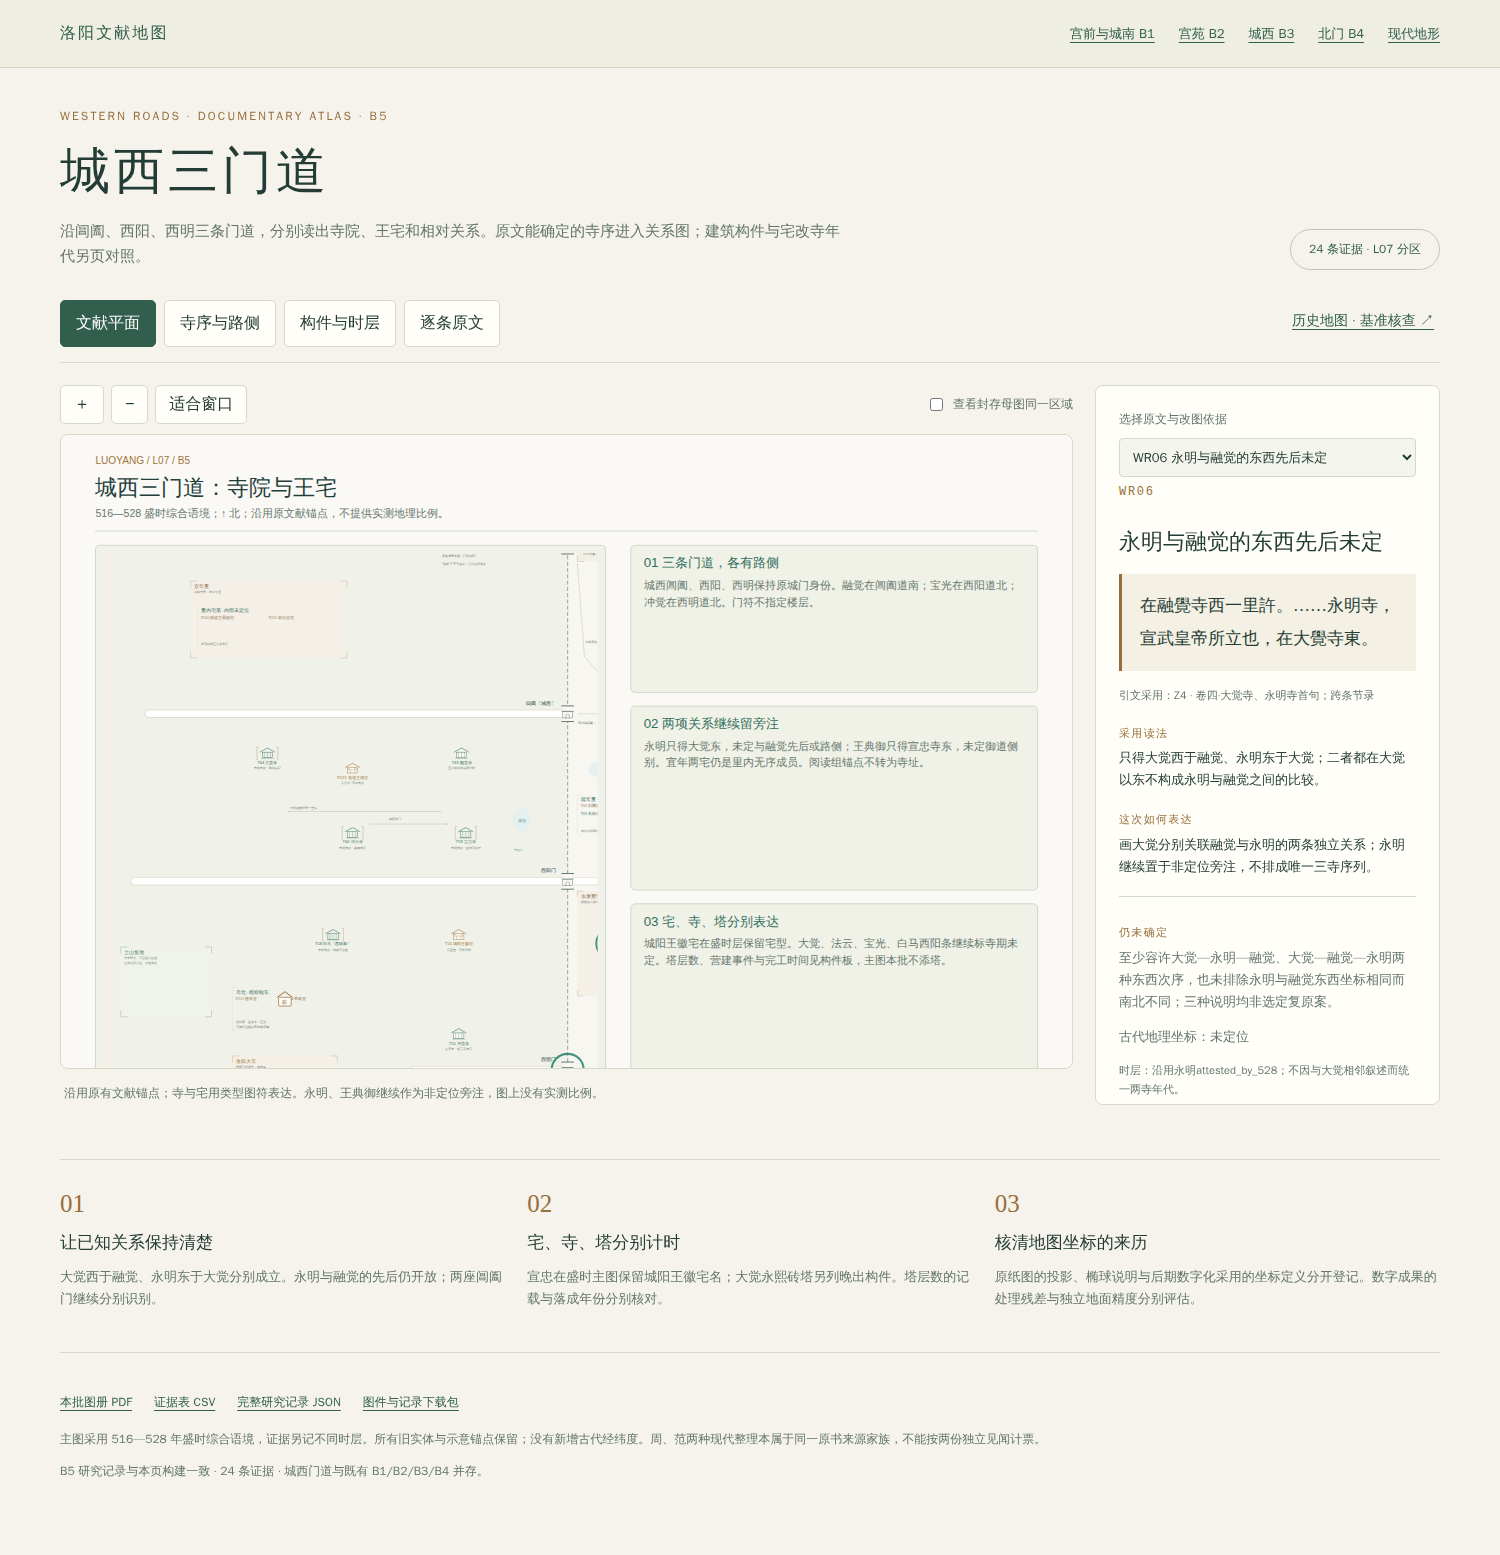 洛阳文献地图
宫前与城南 B1
宫苑 B2
城西 B3
北门 B4
现代地形
WESTERN ROADS · DOCUMENTARY ATLAS · B5
城西三门道
沿阊阖、西阳、西明三条门道，分别读出寺院、王宅和相对关系。原文能确定的寺序进入关系图；建筑构件与宅改寺年
代另页对照。
24 条证据 · L07 分区
文献平面
寺序与路侧
构件与时层
逐条原文
历史地图 · 基准核查 ↗
+
−
适合窗口
查看封存母图同一区域
LUOYANG / L07 / B5
城西三门道：寺院与王宅
516—528 盛时综合语境；↑ 北；沿用原文献锚点，不提供实测地理比例。
阊阖〔城西〕
西阳门
西明门
01 三条门道，各有路侧
城西阊阖、西阳、西明保持原城门身份。融觉在阊阖道南；宝光在西阳道北；
冲觉在西明道北。门符不指定楼层。
02 两项关系继续留旁注
永明只得大觉东，未定与融觉先后或路侧；王典御只得宣忠寺东，未定御道侧
别。宜年两宅仍是里内无序成员。阅读组锚点不转为寺址。
03 宅、寺、塔分别表达
城阳王徽宅在盛时层保留宅型。大觉、法云、宝光、白马西阳条继续标寺期未
定。塔层数、营建事件与完工时间见构件板，主图本批不添塔。
沿用原有文献锚点；寺与宅用类型图符表达。永明、王典御继续作为非定位旁注，图上没有实测比例。
选择原文与改图依据
WR06 永明与融觉的东西先后未定
WR06
永明与融觉的东西先后未定
在融覺寺西一里許。……永明寺，
宣武皇帝所立也，在大覺寺東。
引文采用：Z4 · 卷四·大觉寺、永明寺首句；跨条节录
采用读法
只得大觉西于融觉、永明东于大觉；二者都在大觉
以东不构成永明与融觉之间的比较。
这次如何表达
画大觉分别关联融觉与永明的两条独立关系；永明
继续置于非定位旁注，不排成唯一三寺序列。
仍未确定
至少容许大觉—永明—融觉、大觉—融觉—永明两
种东西次序，也未排除永明与融觉东西坐标相同而
南北不同；三种说明均非选定复原案。
古代地理坐标：未定位
时层：沿用永明attested_by_528；不因与大觉相邻叙述而统
一两寺年代。
01
让已知关系保持清楚
大觉西于融觉、永明东于大觉分别成立。永明与融觉的先后仍开放；两座阊阖
门继续分别识别。
02
宅、寺、塔分别计时
宣忠在盛时主图保留城阳王徽宅名；大觉永熙砖塔另列晚出构件。塔层数的记
载与落成年份分别核对。
03
核清地图坐标的来历
原纸图的投影、椭球说明与后期数字化采用的坐标定义分开登记。数字成果的
处理残差与独立地面精度分别评估。
本批图册 PDF
证据表 CSV
完整研究记录 JSON
图件与记录下载包
主图采用 516—528 年盛时综合语境，证据另记不同时层。所有旧实体与示意锚点保留；没有新增古代经纬度。周、范两种现代整理本属于同一原书来源家族，不能按两份独立见闻计票。
B5 研究记录与本页构建一致 · 24 条证据 · 城西门道与既有 B1/B2/B3/B4 并存。